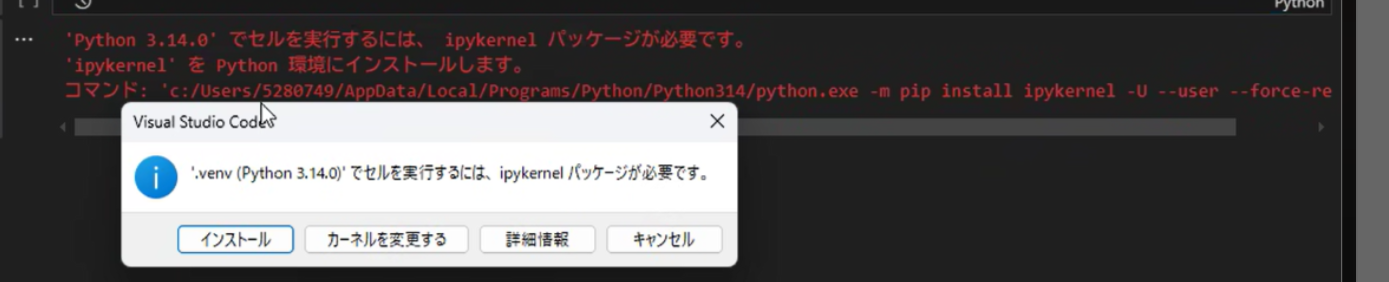 [ ]
Python
...
'Python 3.14.0' でセルを実行するには、 ipykernel パッケージが必要です。
'ipykernel' を Python 環境にインストールします。
コマンド: 'c:/Users/5280749/AppData/Local/Programs/Python/Python314/python.exe -m pip install ipykernel -U --user --force-re
Visual Studio Code
'.venv (Python 3.14.0)' でセルを実行するには、ipykernel パッケージが必要です。
インストール
カーネルを変更する
詳細情報
キャンセル